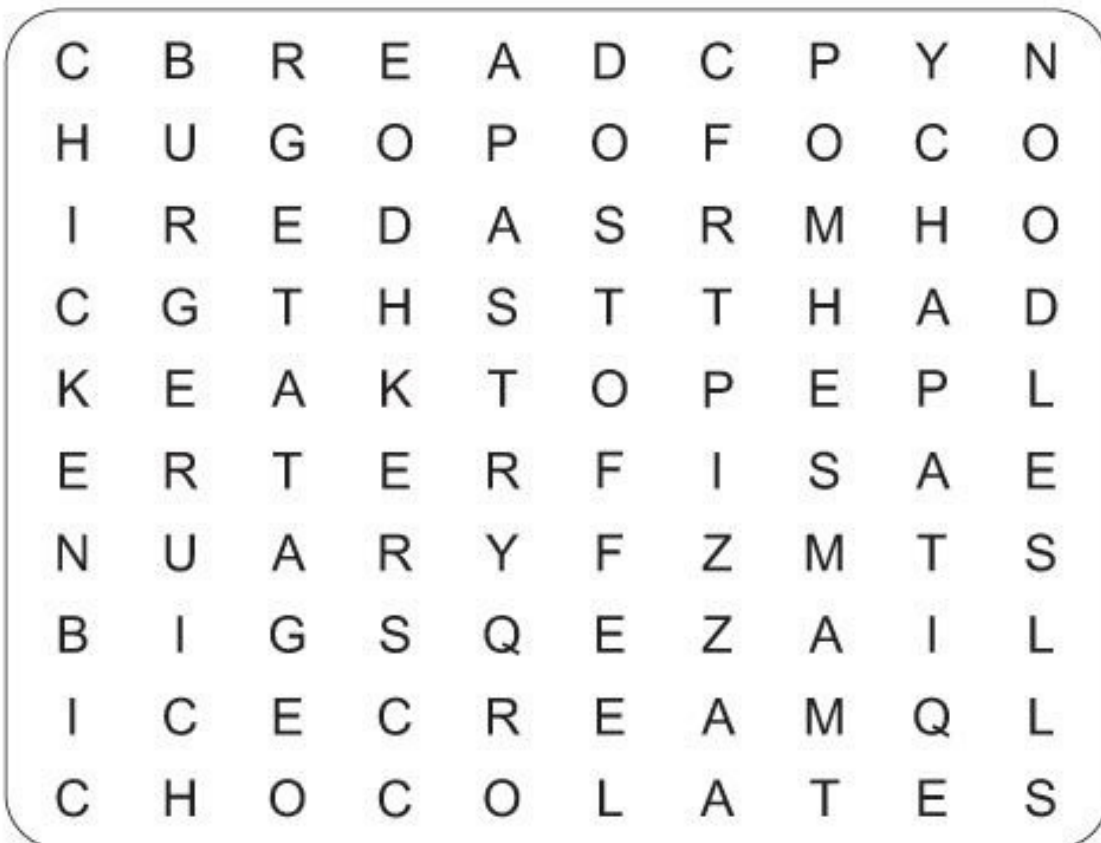 C B R E A D C P Y N
H U G O P O F O C O
I R E D A S R M H O
C G T H S T T H A D
K E A K T O P E P L
E R T E R F I S A E
N U A R Y F Z M T S
B I G S Q E Z A I L
I C E C R E A M Q L
C H O C O L A T E S